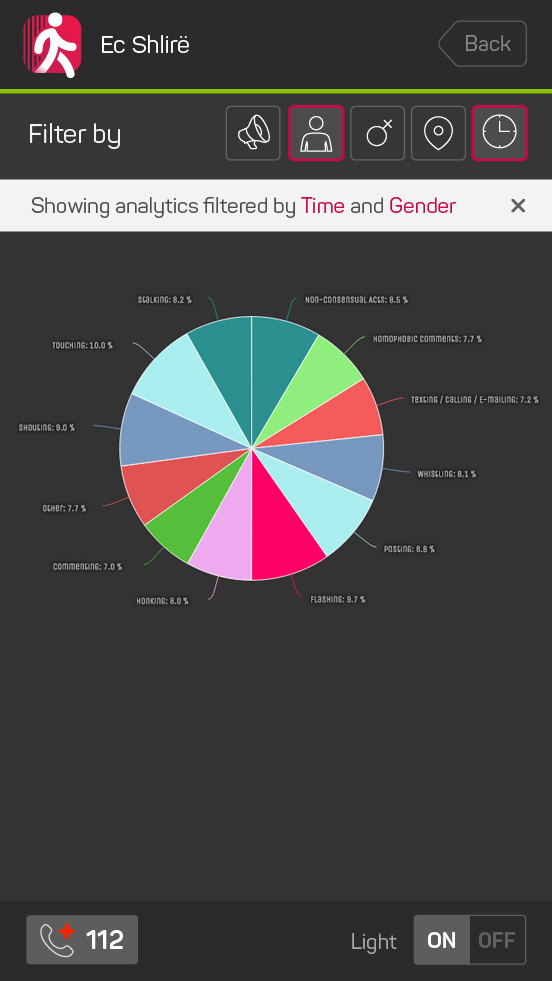 Ec Shlirë
Back
Filter by
Showing analytics filtered by Time and Gender
Stalking: 8.2 %
Non-consensual acts: 8.5 %
Touching: 10.0 %
Homophobic comments: 7.7 %
Texting / Calling / E-mailing: 7.2 %
Shouting: 9.0 %
Whistling: 8.1 %
Other: 7.7 %
Posting: 8.8 %
Commenting: 7.0 %
Honking: 8.0 %
Flashing: 9.7 %
112
Light
ON
OFF